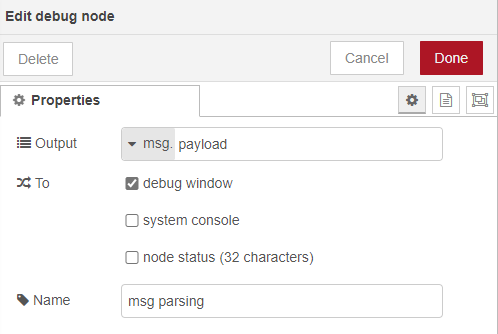 Edit debug node
Delete
Cancel
Done
Properties
Output
msg. payload
To
debug window
system console
node status (32 characters)
Name
msg parsing